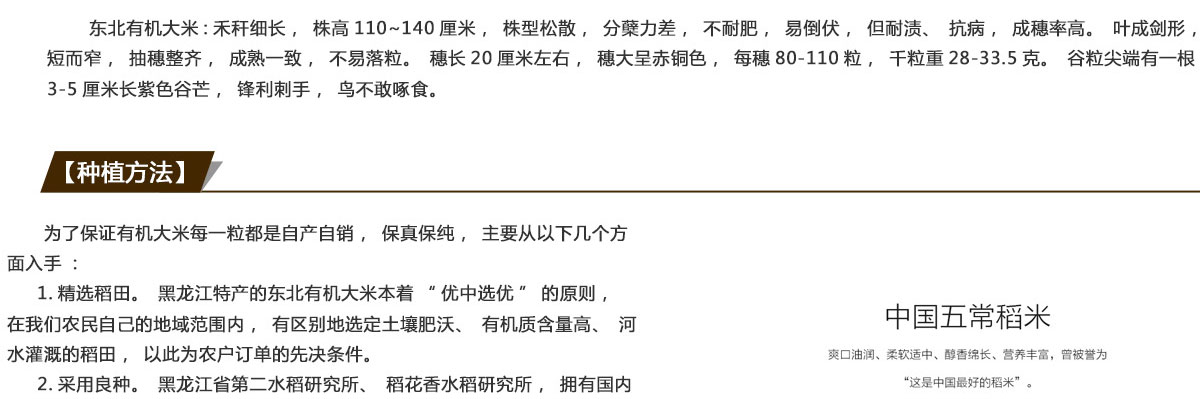 东北有机大米：禾秆细长， 株高 110~140 厘米， 株型松散， 分蘖力差， 不耐肥， 易倒伏， 但耐渍、 抗病， 成穗率高。 叶成剑形，
短而窄， 抽穗整齐， 成熟一致， 不易落粒。 穗长 20 厘米左右， 穗大呈赤铜色， 每穗 80-110 粒， 千粒重 28-33.5 克。 谷粒尖端有一根
3-5 厘米长紫色谷芒， 锋利刺手， 鸟不敢啄食。
【种植方法】
为了保证有机大米每一粒都是自产自销， 保真保纯， 主要从以下几个方
面入手 ：
1. 精选稻田。 黑龙江特产的东北有机大米本着 “ 优中选优 ” 的原则，
在我们农民自己的地域范围内， 有区别地选定土壤肥沃、 有机质含量高、 河
水灌溉的稻田， 以此为农户订单的先决条件。
2. 采用良种。 黑龙江省第二水稻研究所、 稻花香水稻研究所， 拥有国内
中国五常稻米
爽口油润、柔软适中、醇香绵长、营养丰富，曾被誉为
“这是中国最好的稻米”。